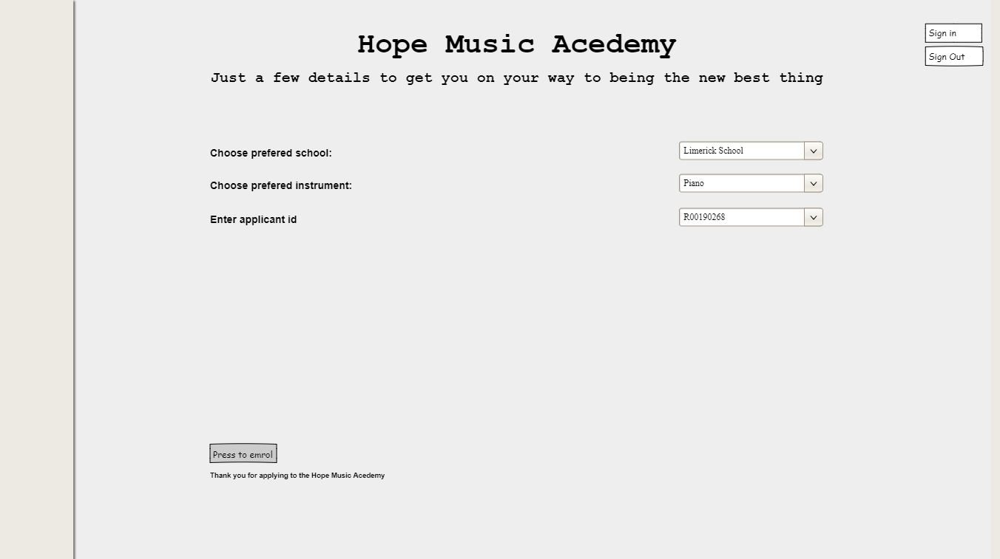 Hope Music Acedemy
Sign in
Sign Out
Just a few details to get you on your way to being the new best thing
Choose prefered school:
Limerick School
Choose prefered instrument:
Piano
Enter applicant id
R00190268
Press to emrol
Thank you for applying to the Hope Music Acedemy